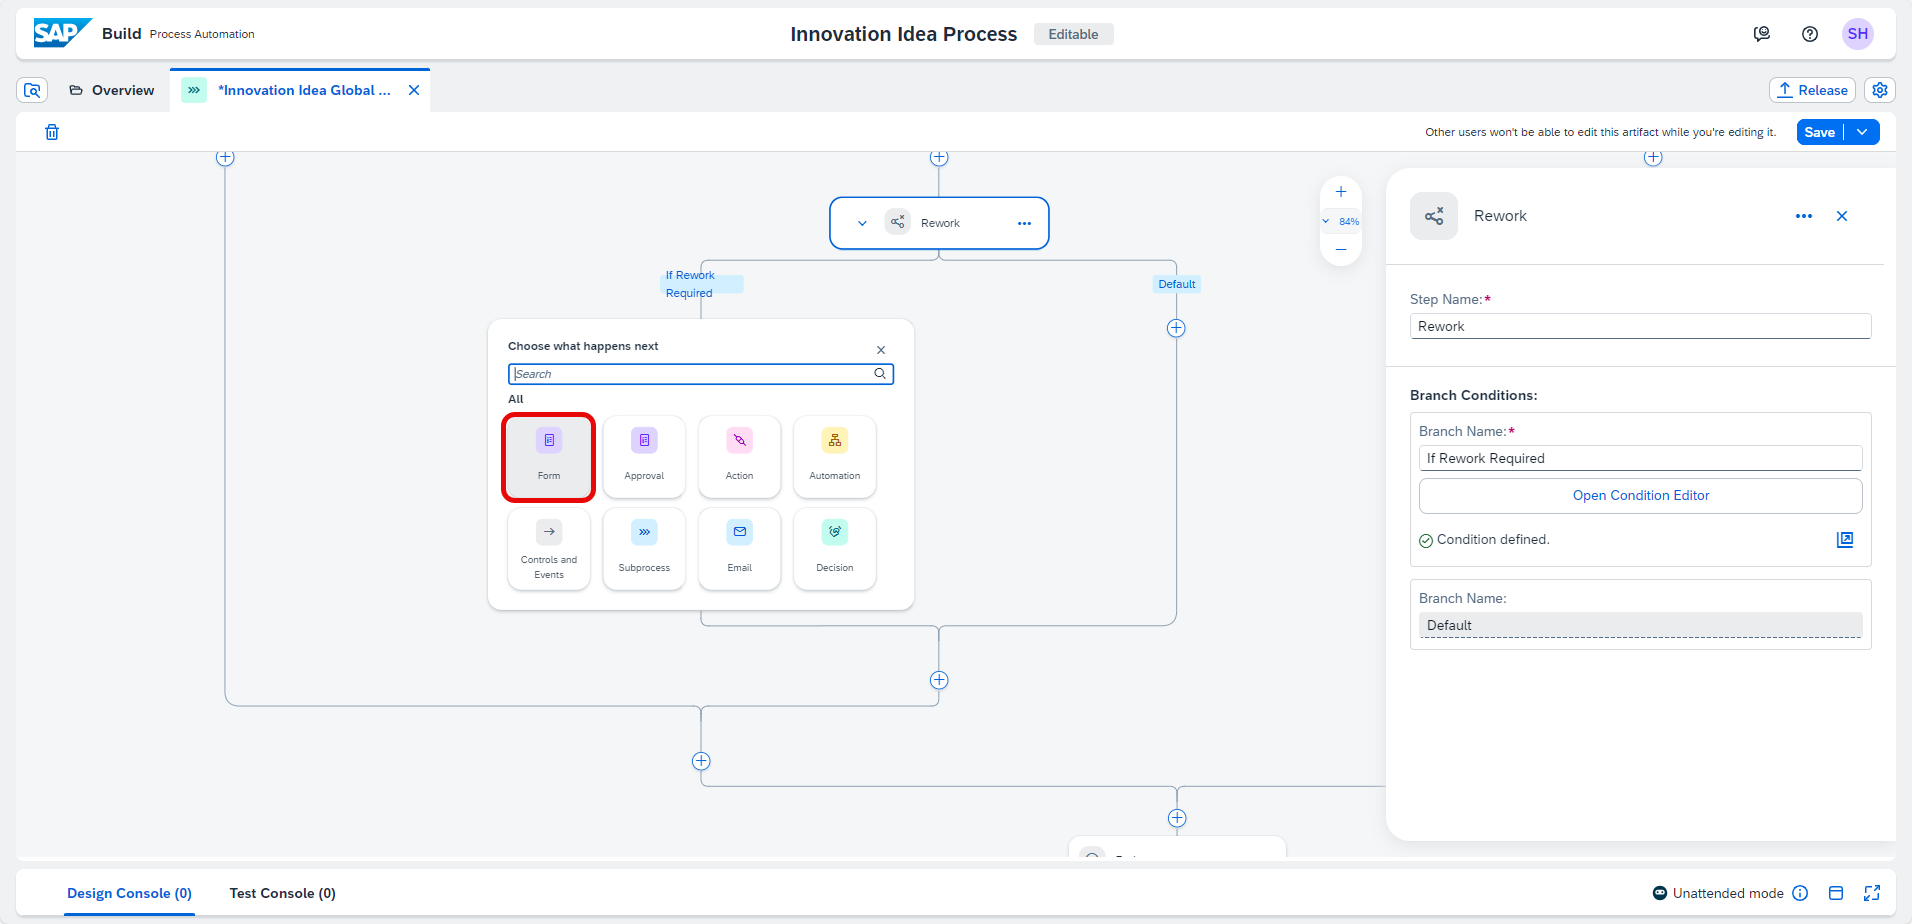 SAP Build Process Automation
Innovation Idea Process Editable
SH
Overview
*Innovation Idea Global ...
Release
Other users won't be able to edit this artifact while you're editing it.
Save
Rework
84%
If Rework
Required
Default
Choose what happens next
Search
All
Form
Approval
Action
Automation
Controls and
Events
Subprocess
Email
Decision
Rework
Step Name:*
Rework
Branch Conditions:
Branch Name:*
If Rework Required
Open Condition Editor
Condition defined.
Branch Name:
Default
Design Console (0)
Test Console (0)
Unattended mode